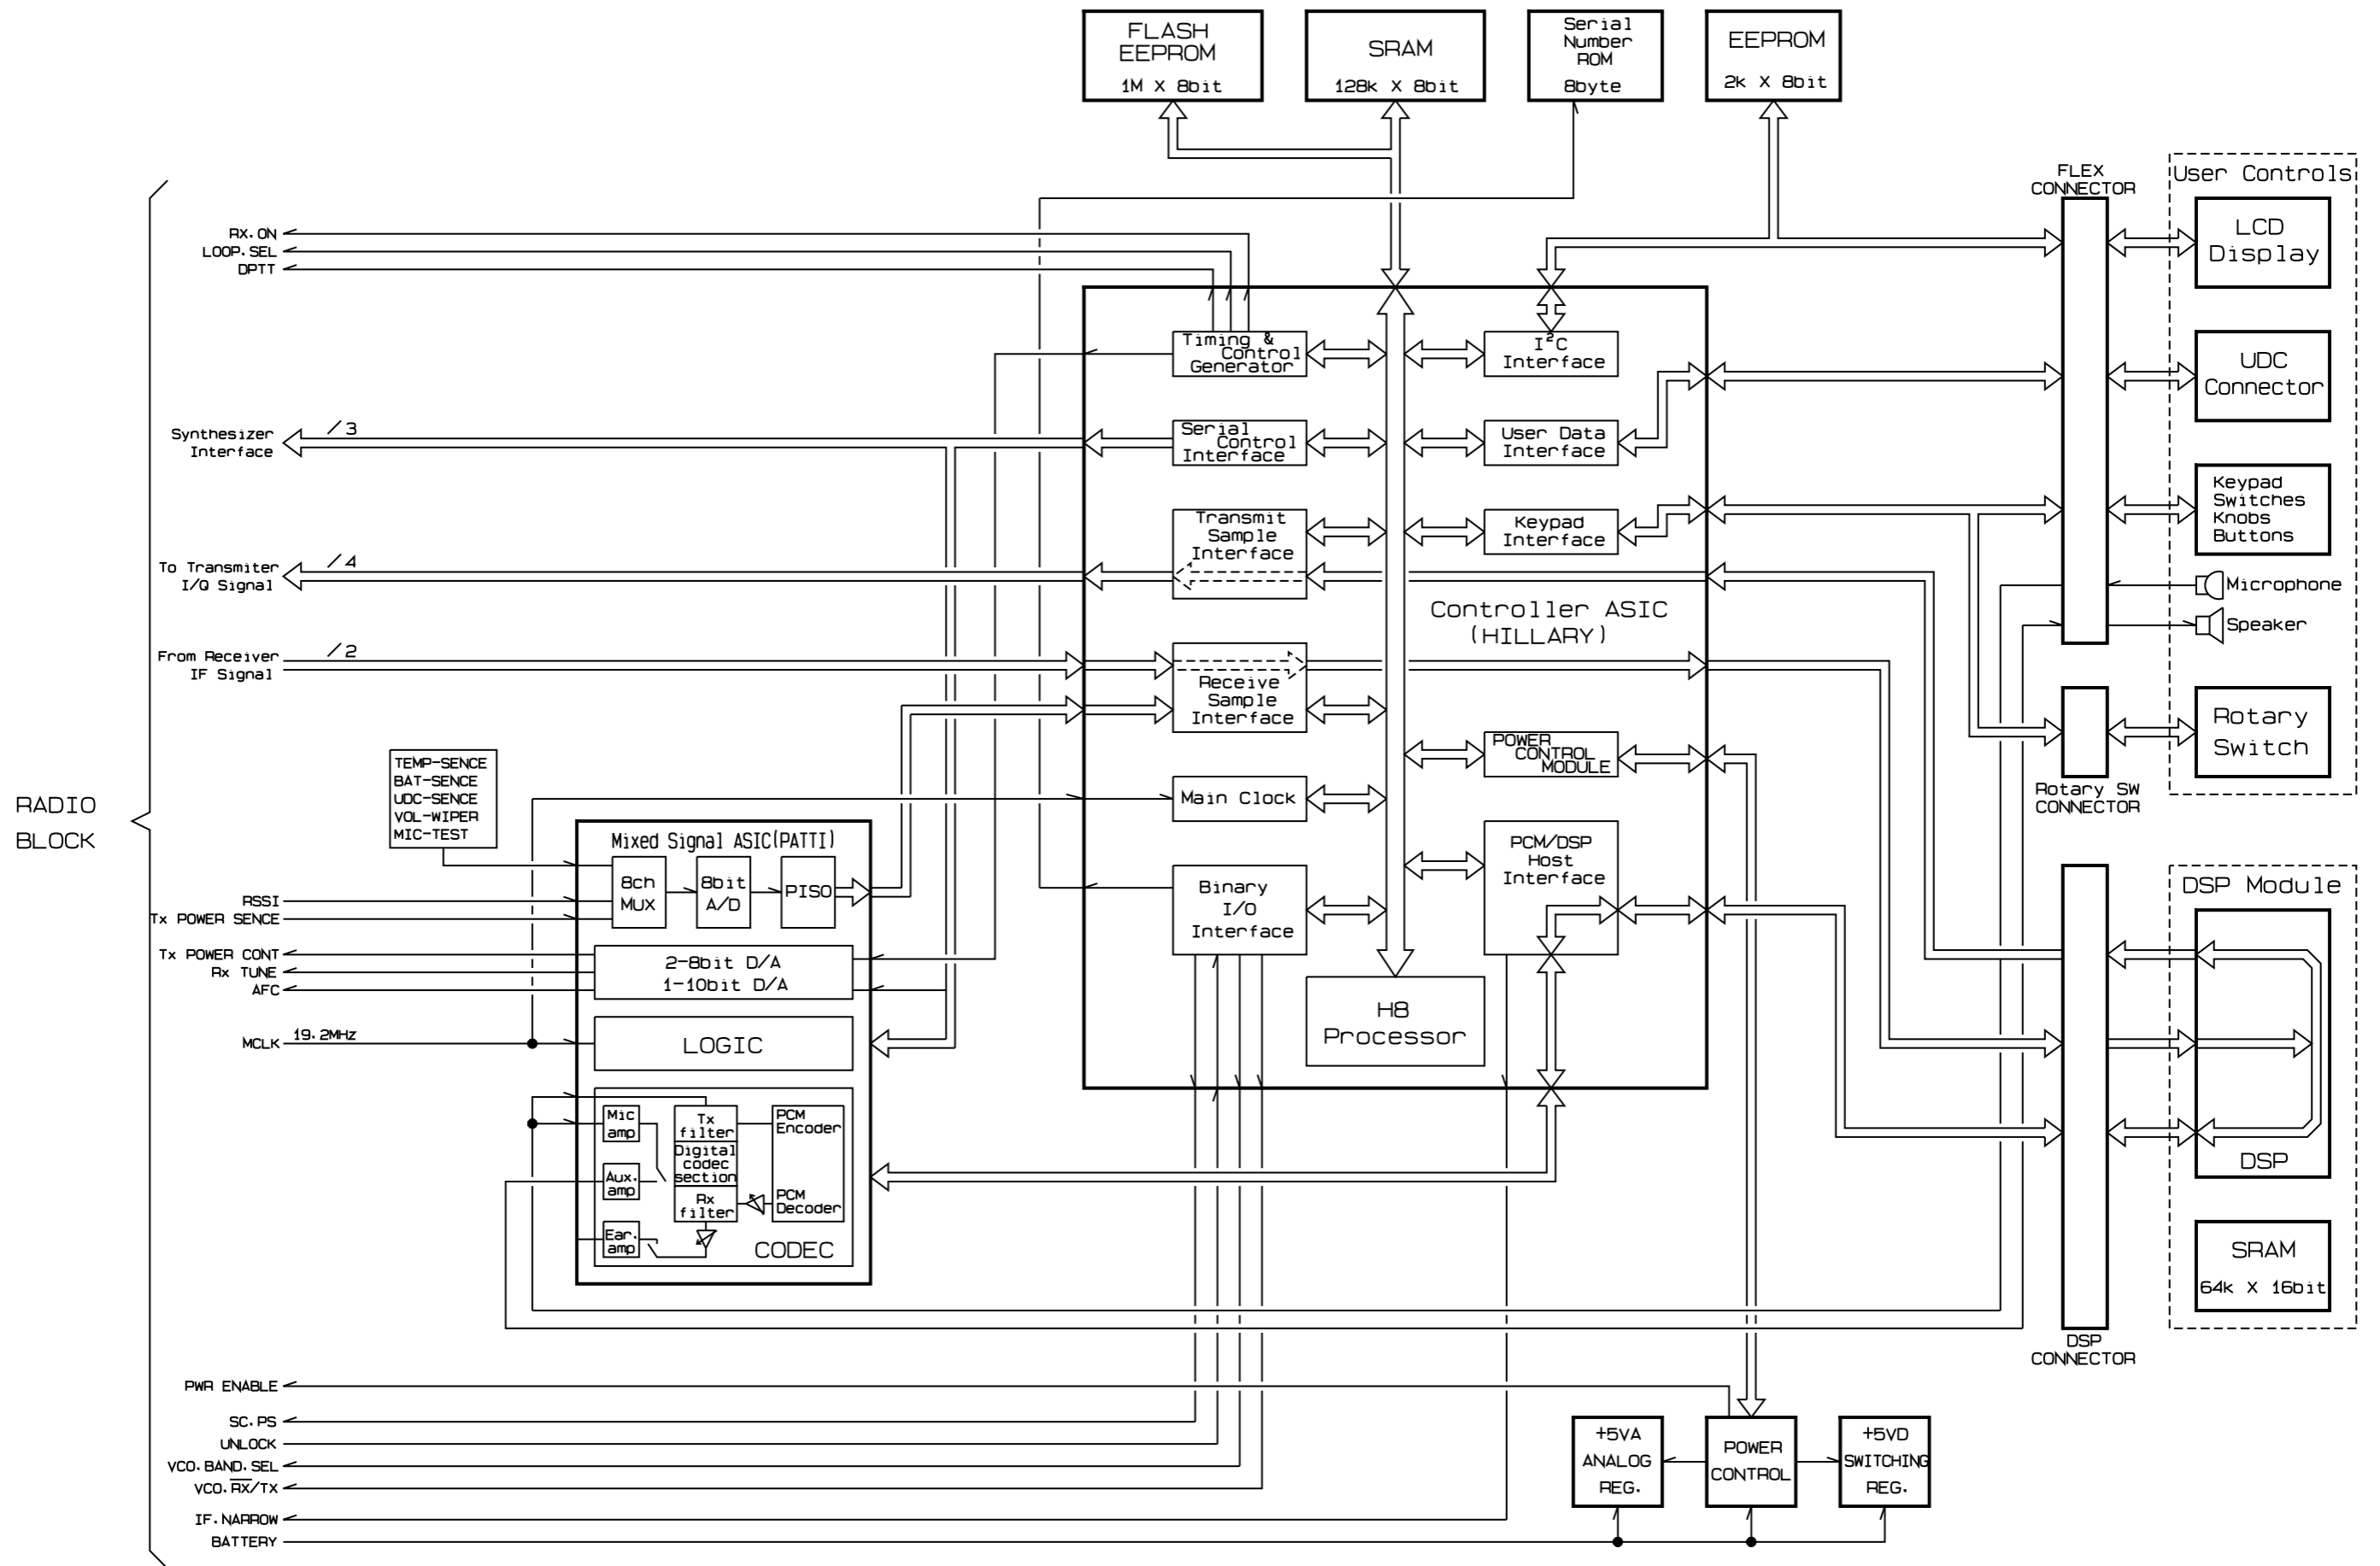 FLASH
EEPROM
1M X 8bit
SRAM
128k X 8bit
Serial
Number
ROM
8byte
EEPROM
2k X 8bit
FLEX
CONNECTOR
User Controls
LCD
Display
UDC
Connector
Keypad
Switches
Knobs
Buttons
Microphone
Speaker
Rotary
Switch
Rotary SW
CONNECTOR
RX.ON
LOOP.SEL
DPTT
Synthesizer
Interface
/3
To Transmiter
I/Q Signal
/4
From Receiver
IF Signal
/2
Timing &
Control
Generator
I²C
Interface
Serial
Control
Interface
User Data
Interface
Transmit
Sample
Interface
Keypad
Interface
Controller ASIC
(HILLARY)
Receive
Sample
Interface
POWER
CONTROL
MODULE
Main Clock
PCM/DSP
Host
Interface
Binary
I/O
Interface
H8
Processor
RADIO
BLOCK
TEMP-SENCE
BAT-SENCE
UDC-SENCE
VOL-WIPER
MIC-TEST
Mixed Signal ASIC(PATTI)
8ch
MUX
8bit
A/D
PISO
RSSI
Tx POWER SENCE
Tx POWER CONT
Rx TUNE
AFC
2-8bit D/A
1-10bit D/A
MCLK
19.2MHz
LOGIC
Mic
amp
Tx
filter
PCM
Encoder
Digital
codec
section
Aux.
amp
Rx
filter
PCM
Decoder
Ear.
amp
CODEC
DSP Module
DSP
SRAM
64k X 16bit
DSP
CONNECTOR
PWR ENABLE
SC.PS
UNLOCK
VCO.BAND.SEL
VCO.RX/TX
IF.NARROW
BATTERY
+5VA
ANALOG
REG.
POWER
CONTROL
+5VD
SWITCHING
REG.